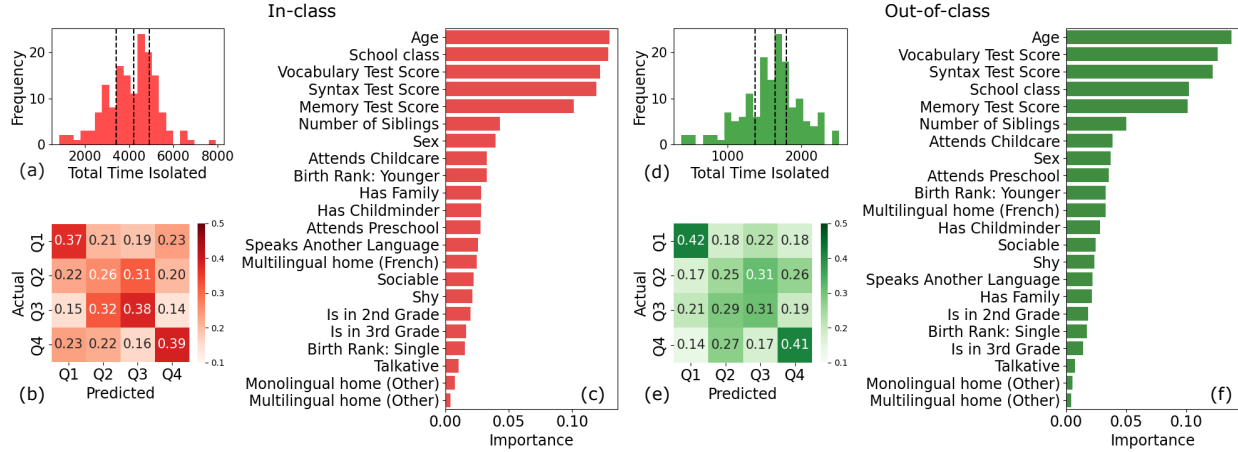 In-class
Out-of-class
Frequency
20
10
0
2000 4000 6000 8000
Total Time Isolated
(a)
Actual
Q1
Q2
Q3
Q4
0.37 0.21 0.19 0.23
0.22 0.26 0.31 0.20
0.15 0.32 0.38 0.14
0.23 0.22 0.16 0.39
Q1 Q2 Q3 Q4
Predicted
0.5
0.4
0.3
0.2
0.1
(b)
Age
School class
Vocabulary Test Score
Syntax Test Score
Memory Test Score
Number of Siblings
Sex
Attends Childcare
Birth Rank: Younger
Has Family
Has Childminder
Attends Preschool
Speaks Another Language
Multilingual home (French)
Sociable
Shy
Is in 2nd Grade
Is in 3rd Grade
Birth Rank: Single
Talkative
Monolingual home (Other)
Multilingual home (Other)
0.00 0.05 0.10
Importance
(c)
Frequency
20
10
0
1000 2000
Total Time Isolated
(d)
Actual
Q1
Q2
Q3
Q4
0.42 0.18 0.22 0.18
0.17 0.25 0.31 0.26
0.21 0.29 0.31 0.19
0.14 0.27 0.17 0.41
Q1 Q2 Q3 Q4
Predicted
0.5
0.4
0.3
0.2
0.1
(e)
Age
Vocabulary Test Score
Syntax Test Score
School class
Memory Test Score
Number of Siblings
Attends Childcare
Sex
Attends Preschool
Birth Rank: Younger
Multilingual home (French)
Has Childminder
Sociable
Shy
Speaks Another Language
Has Family
Is in 2nd Grade
Birth Rank: Single
Is in 3rd Grade
Talkative
Monolingual home (Other)
Multilingual home (Other)
0.00 0.05 0.10
Importance
(f)